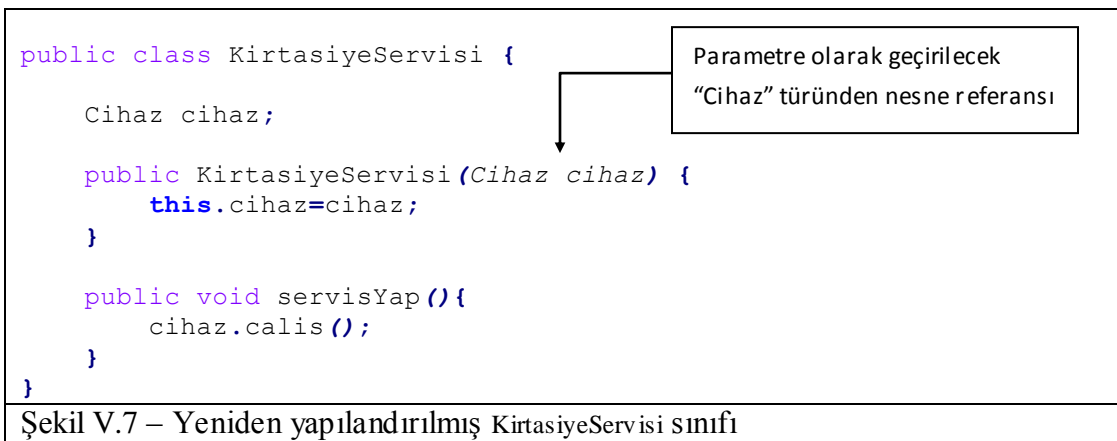 public class KirtasiyeServisi {
Parametre olarak geçirilecek
“Cihaz” türünden nesne referansı
Cihaz cihaz;
public KirtasiyeServisi(Cihaz cihaz) {
this.cihaz=cihaz;
}
public void servisYap(){
cihaz.calis();
}
}
Şekil V.7 – Yeniden yapılandırılmış KirtasiyeServisi sınıfı